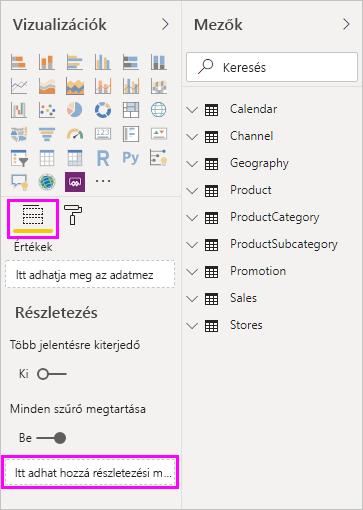 Vizualizációk
Értékek
Itt adhatja meg az adatmez
Részletezés
Több jelentésre kiterjedő
Ki
Minden szűrő megtartása
Be
Itt adhat hozzá részletezési m...
Mezők
Keresés
Calendar
Channel
Geography
Product
ProductCategory
ProductSubcategory
Promotion
Sales
Stores
123
R
Py